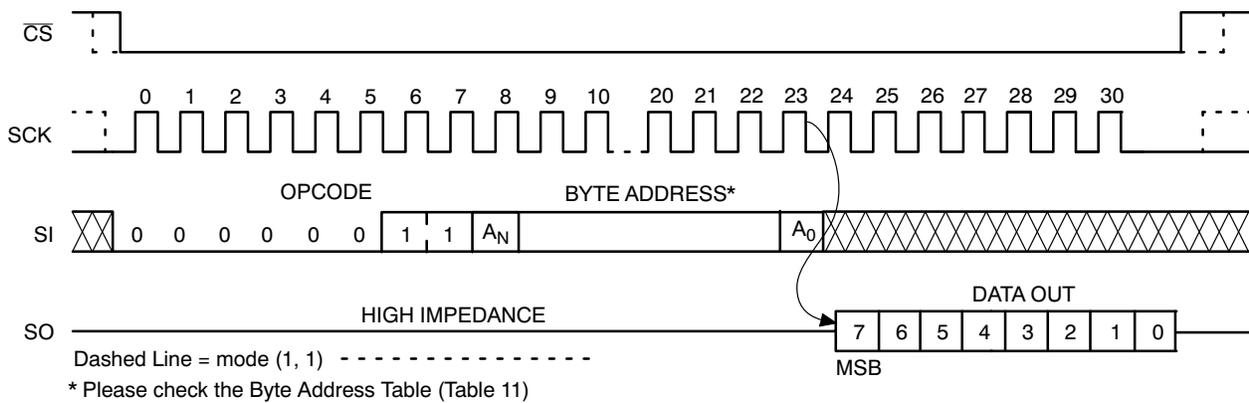 CS
0 1 2 3 4 5 6 7 8 9 10 20 21 22 23 24 25 26 27 28 29 30
SCK
OPCODE BYTE ADDRESS*
SI 0 0 0 0 0 0 1 1 AN A0
DATA OUT
HIGH IMPEDANCE
SO 7 6 5 4 3 2 1 0
Dashed Line = mode (1, 1)
MSB
* Please check the Byte Address Table (Table 11)